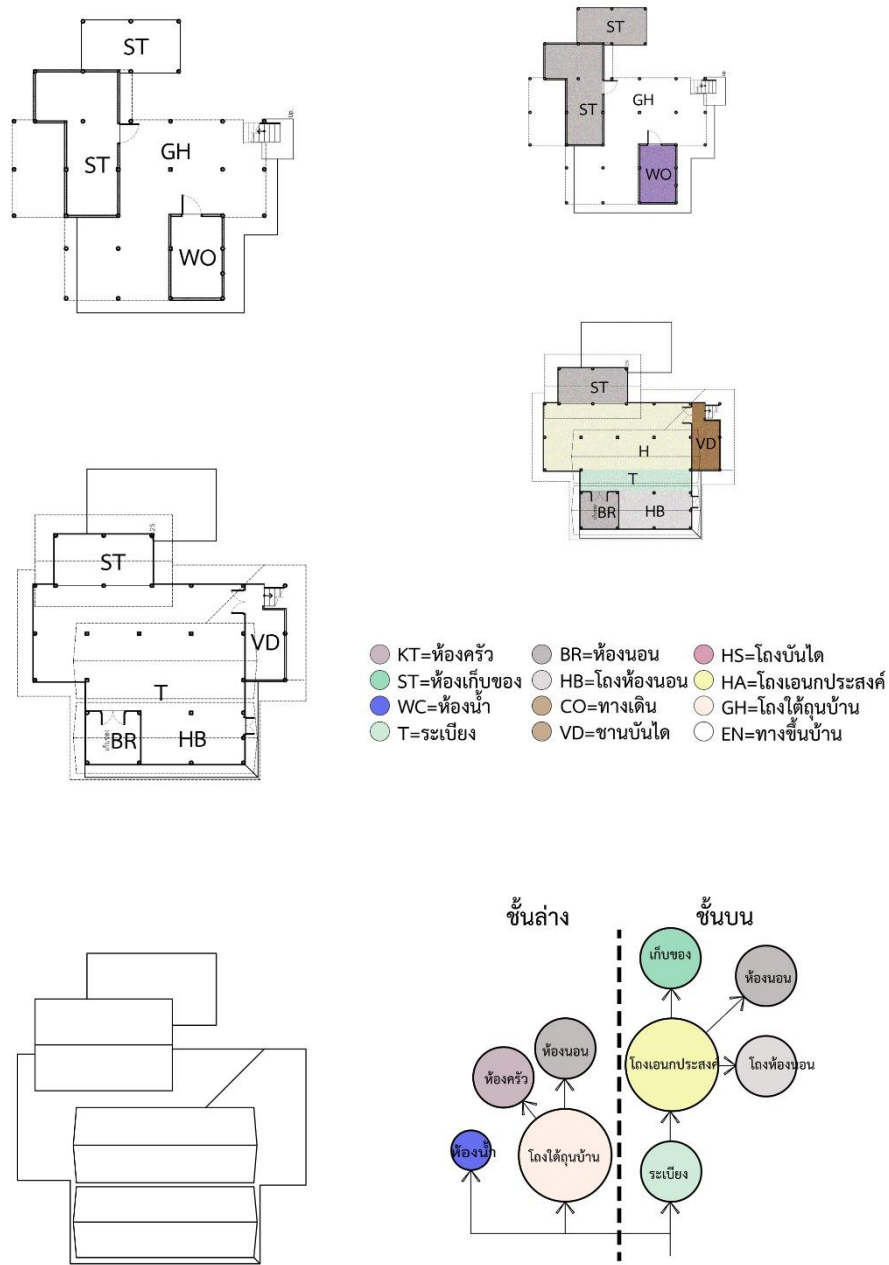 ST
ST
GH
Up.
WO
ST
ST
GH
WO
ST
VD
T
BR
HB
เก็บของ
ST
H
VD
T
BR
HB
KT=ห้องครัว
ST=ห้องเก็บของ
WC=ห้องน้ำ
T=ระเบียง
BR=ห้องนอน
HB=โถงห้องนอน
CO=ทางเดิน
VD=ชานบันได
HS=โถงบันได
HA=โถงเอนกประสงค์
GH=โถงใต้ถุนบ้าน
EN=ทางขึ้นบ้าน
ชั้นล่าง
ชั้นบน
เก็บของ
ห้องนอน
ห้องนอน
ห้องครัว
โถงเอนกประสงค์
โถงห้องนอน
ห้องน้ำ
โถงใต้ถุนบ้าน
ระเบียง